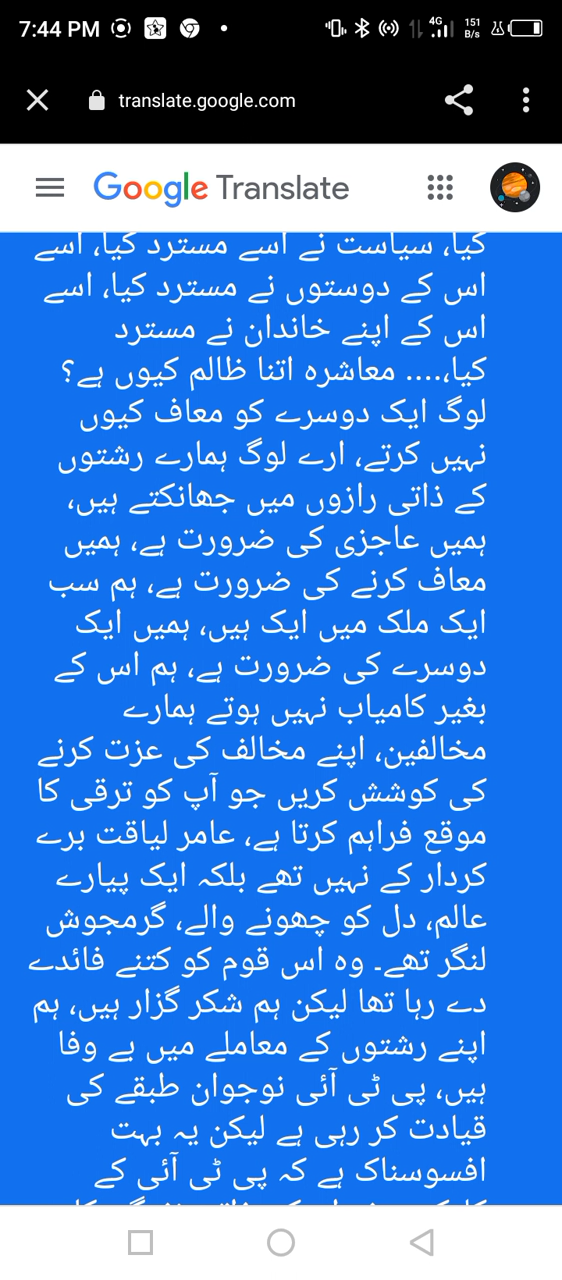 7:44 PM
4G
151
B/s
translate.google.com
Google Translate
کیا، سیاست نے اسے مسترد کیا، اسے
اس کے دوستوں نے مسترد کیا، اسے
اس کے اپنے خاندان نے مسترد
کیا،.... معاشرہ اتنا ظالم کیوں ہے؟
لوگ ایک دوسرے کو معاف کیوں
نہیں کرتے، ارے لوگ ہمارے رشتوں
کے ذاتی رازوں میں جھانکتے ہیں،
ہمیں عاجزی کی ضرورت ہے، ہمیں
معاف کرنے کی ضرورت ہے، ہم سب
ایک ملک میں ایک ہیں، ہمیں ایک
دوسرے کی ضرورت ہے، ہم اس کے
بغیر کامیاب نہیں ہوتے ہمارے
مخالفین، اپنے مخالف کی عزت کرنے
کی کوشش کریں جو آپ کو ترقی کا
موقع فراہم کرتا ہے، عامر لیاقت برے
کردار کے نہیں تھے بلکہ ایک پیارے
عالم، دل کو چھونے والے، گرمجوش
لنگر تھے۔ وہ اس قوم کو کتنے فائدے
دے رہا تھا لیکن ہم شکر گزار ہیں، ہم
اپنے رشتوں کے معاملے میں بے وفا
ہیں، پی ٹی آئی نوجوان طبقے کی
قیادت کر رہی ہے لیکن یہ بہت
افسوسناک ہے کہ پی ٹی آئی کے